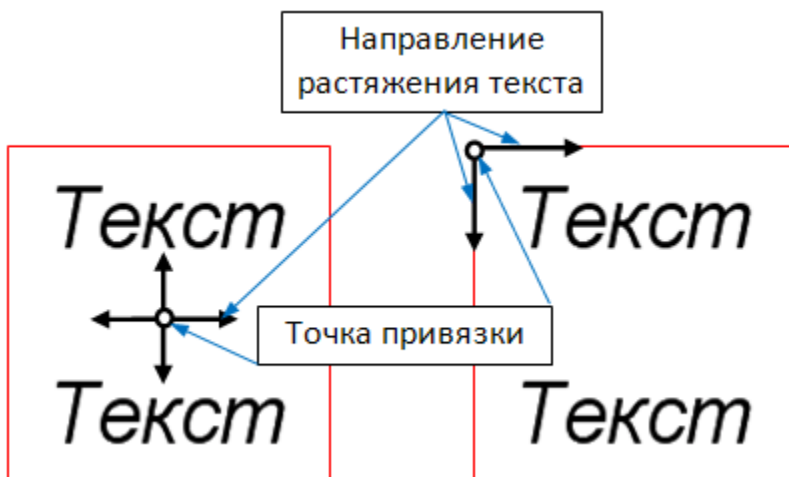 Направление
растяжения текста
Текст
Текст
Точка привязки
Текст
Текст